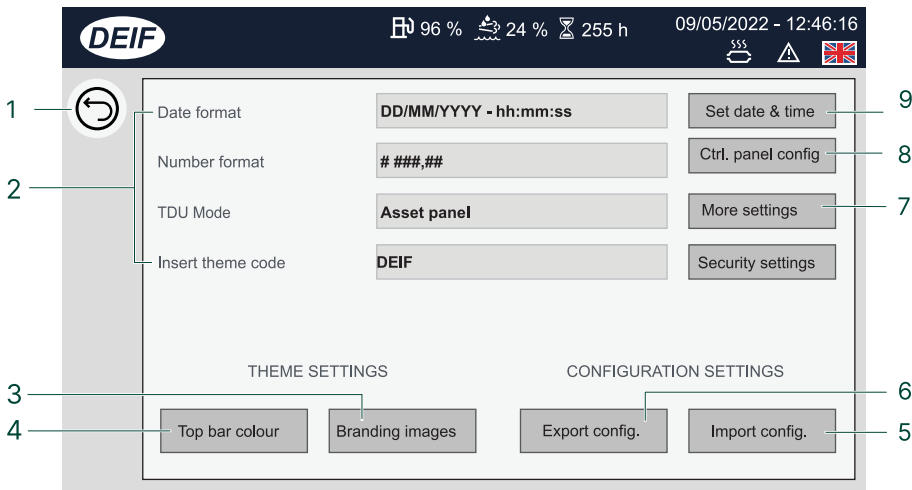 DEIF 96 % 24 % 255 h 09/05/2022 - 12:46:16
1
2
Date format DD/MM/YYYY - hh:mm:ss Set date & time 9
Number format # ###,## Ctrl. panel config 8
TDU Mode Asset panel More settings 7
Insert theme code DEIF Security settings
THEME SETTINGS CONFIGURATION SETTINGS
3 6
4 Top bar colour Branding images Export config. Import config. 5